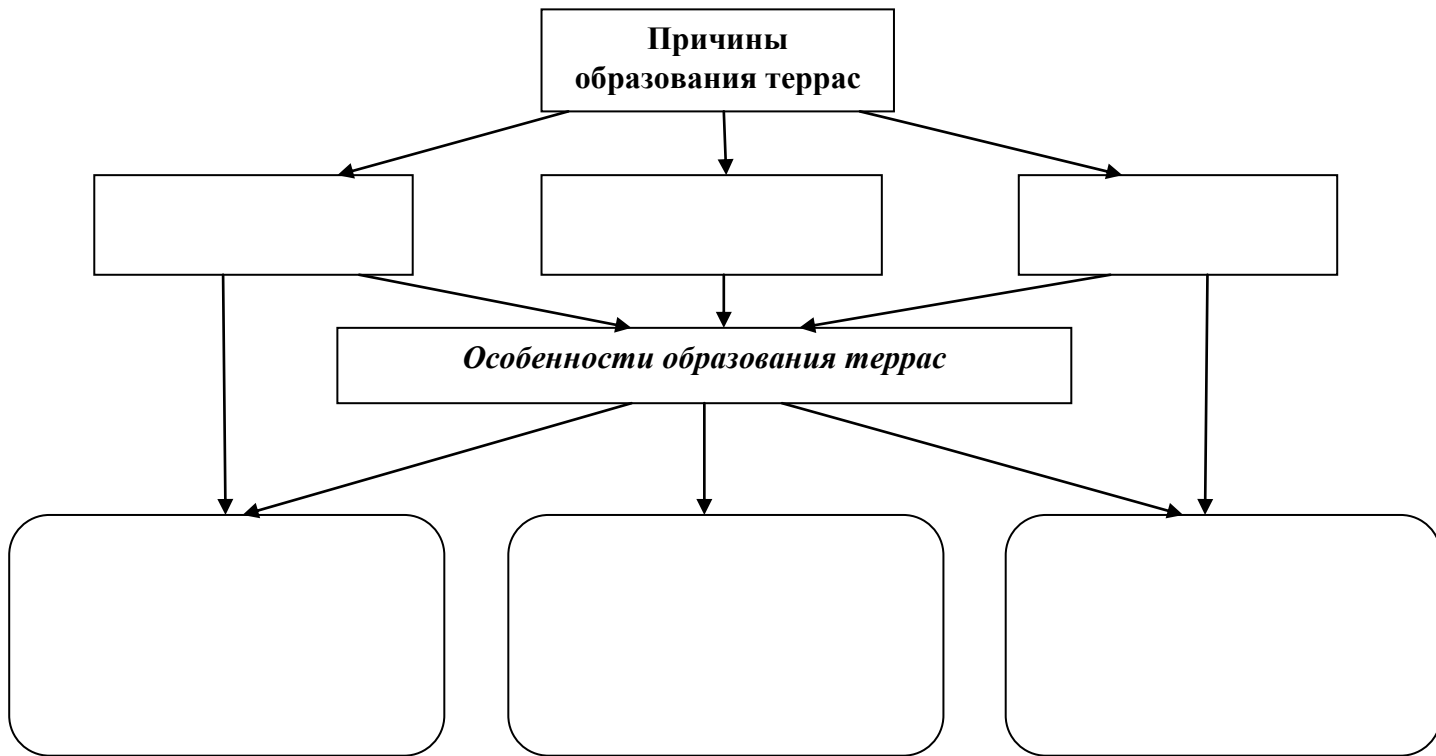 Причины
образования террас
Особенности образования террас